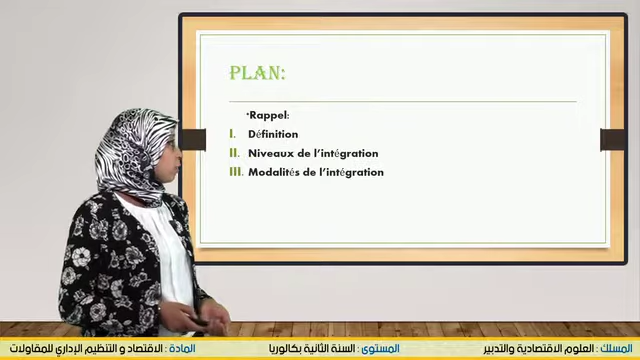 PLAN:
*Rappel:
I. Définition
II. Niveaux de l'intégration
III. Modalités de l'intégration
المسلك : العلوم الاقتصادية والتدبير المستوى : السنة الثانية بكالوريا المادة : الاقتصاد و التنظيم الإداري للمقاولات